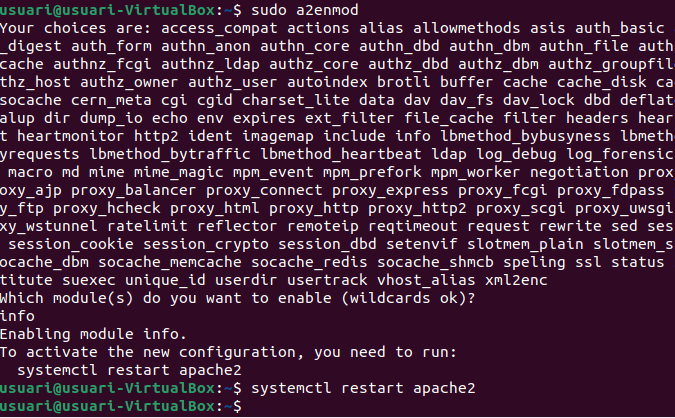 usuari@usuari-VirtualBox:~$ sudo a2enmod
Your choices are: access_compat actions alias allowmethods asis auth_basic
_digest authn_form authn_anon authn_core authn_dbd authn_dbm authn_file auth
cache authnz_fcgi authnz_ldap authz_core authz_dbd authz_dbm authz_groupfil
thz_host authz_owner authz_user autoindex brotli buffer cache cache_disk ca
socache cern_meta cgi cgid charset_lite data dav dav_fs dav_lock dbd deflat
alup dir dump_io echo env expires ext_filter file_cache filter headers hear
t heartmonitor http2 ident imagemap include info lbmethod_bybusyness lbmeth
yrequests lbmethod_bytraffic lbmethod_heartbeat ldap log_debug log_forensic
 macro md mime mime_magic mpm_event mpm_prefork mpm_worker negotiation prox
oxy_ajp proxy_balancer proxy_connect proxy_express proxy_fcgi proxy_fdpass
y_ftp proxy_hcheck proxy_html proxy_http proxy_http2 proxy_scgi proxy_uwsgi
xy_wstunnel ratelimit reflector remoteip reqtimeout request rewrite sed ses
 session_cookie session_crypto session_dbd setenvif slotmem_plain slotmem_s
ocache_dbm socache_memcache socache_redis socache_shmcb speling ssl status
titute suexec unique_id userdir usertrack vhost_alias xml2enc
Which module(s) do you want to enable (wildcards ok)?
info
Enabling module info.
To activate the new configuration, you need to run:
  systemctl restart apache2
usuari@usuari-VirtualBox:~$ systemctl restart apache2
usuari@usuari-VirtualBox:~$